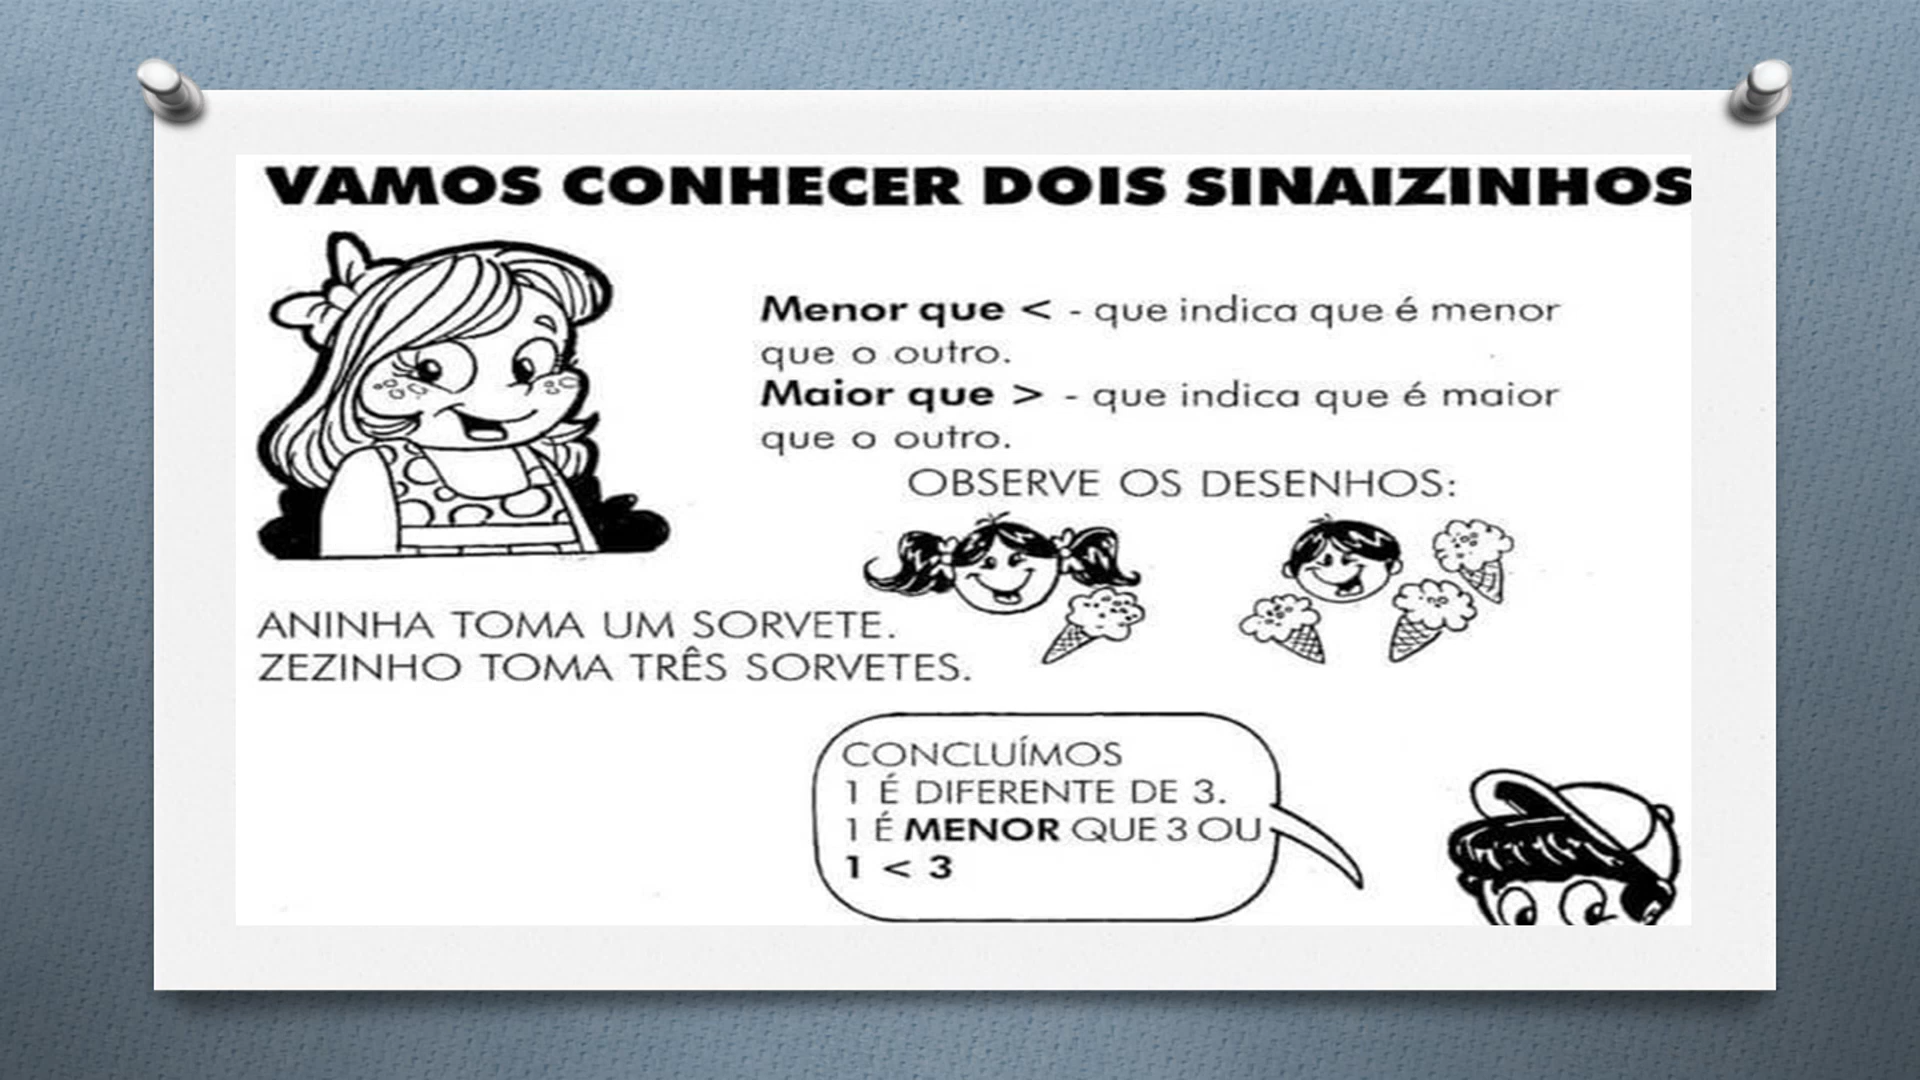 VAMOS CONHECER DOIS SINAIZINHOS
Menor que < - que indica que é menor
que o outro.
Maior que > - que indica que é maior
que o outro.
OBSERVE OS DESENHOS:
ANINHA TOMA UM SORVETE.
ZEZINHO TOMA TRÊS SORVETES.
CONCLUÍMOS
1 É DIFERENTE DE 3.
1 É MENOR QUE 3 OU
1 < 3